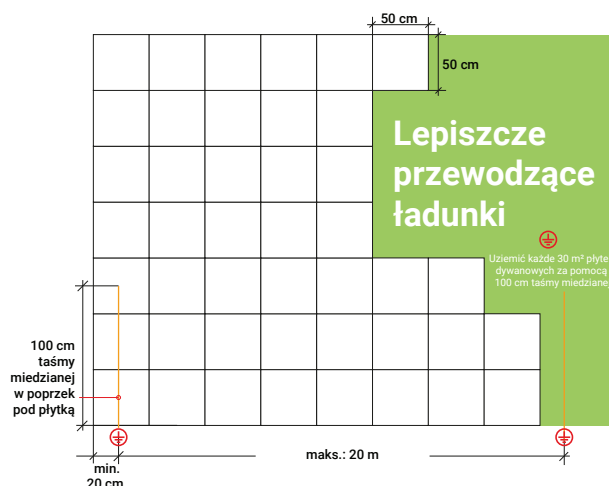 50 cm
50 cm
Lepiszcze
przewodzące
ładunki
Uziemić każde 30 m² płyte
dywanowych za pomocą
100 cm taśmy miedzianej
100 cm
taśmy
miedzianej
w poprzek
pod płytką
maks.: 20 m
min.
20 cm